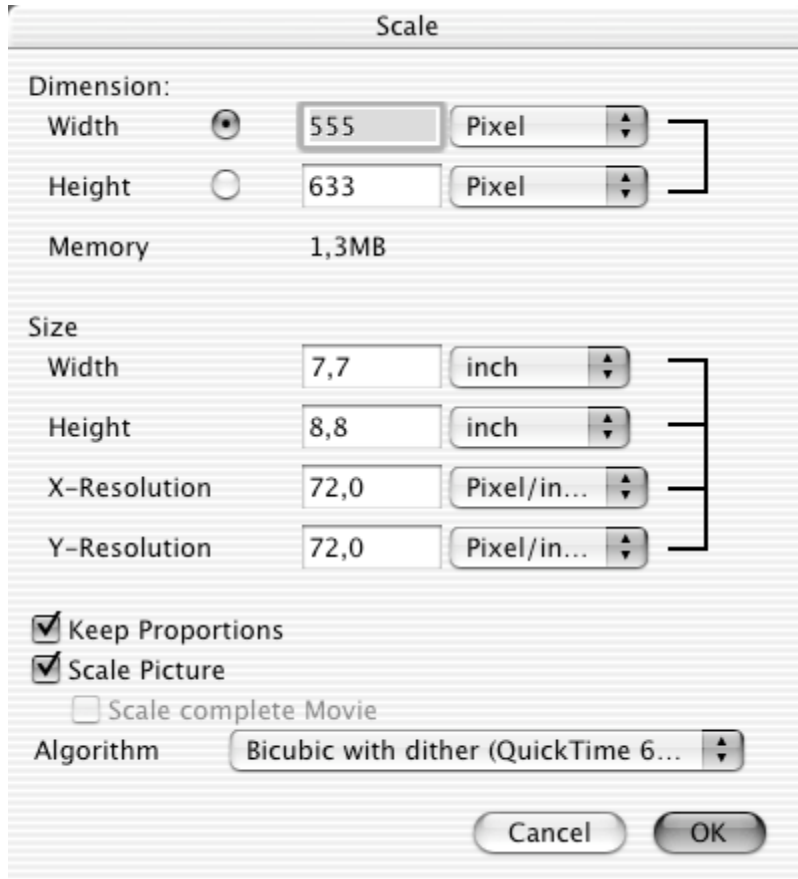 Scale
Dimension:
Width 555 Pixel
Height 633 Pixel
Memory 1,3MB
Size
Width 7,7 inch
Height 8,8 inch
X-Resolution 72,0 Pixel/in...
Y-Resolution 72,0 Pixel/in...
Keep Proportions
Scale Picture
Scale complete Movie
Algorithm Bicubic with dither (QuickTime 6...
Cancel OK